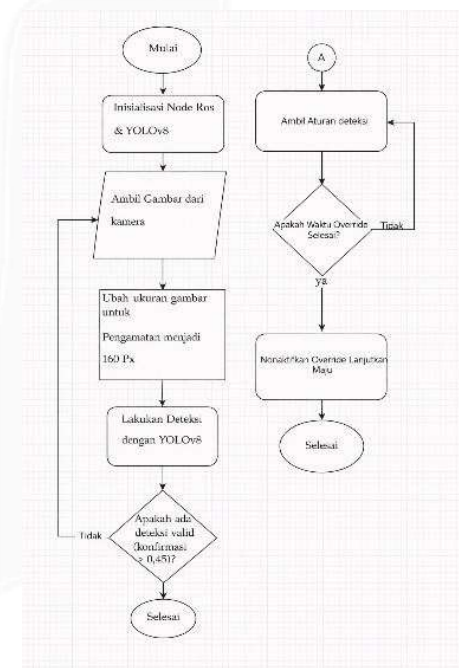 Mulai
Inisialisasi Node Ros
& YOLOv8
Ambil Gambar dari
kamera
Ubah ukuran gambar
untuk
Pengamatan menjadi
160 Px
Lakukan Deteksi
dengan YOLOv8
Apakah ada
deteksi valid
(konfirmasi
> 0,45)?
Tidak
Selesai
A
Ambil Aturan deteksi
Apakah Waktu Override
Selesai?
Tidak
ya
Nonaktifkan Override Lanjutkan
Maju
Selesai